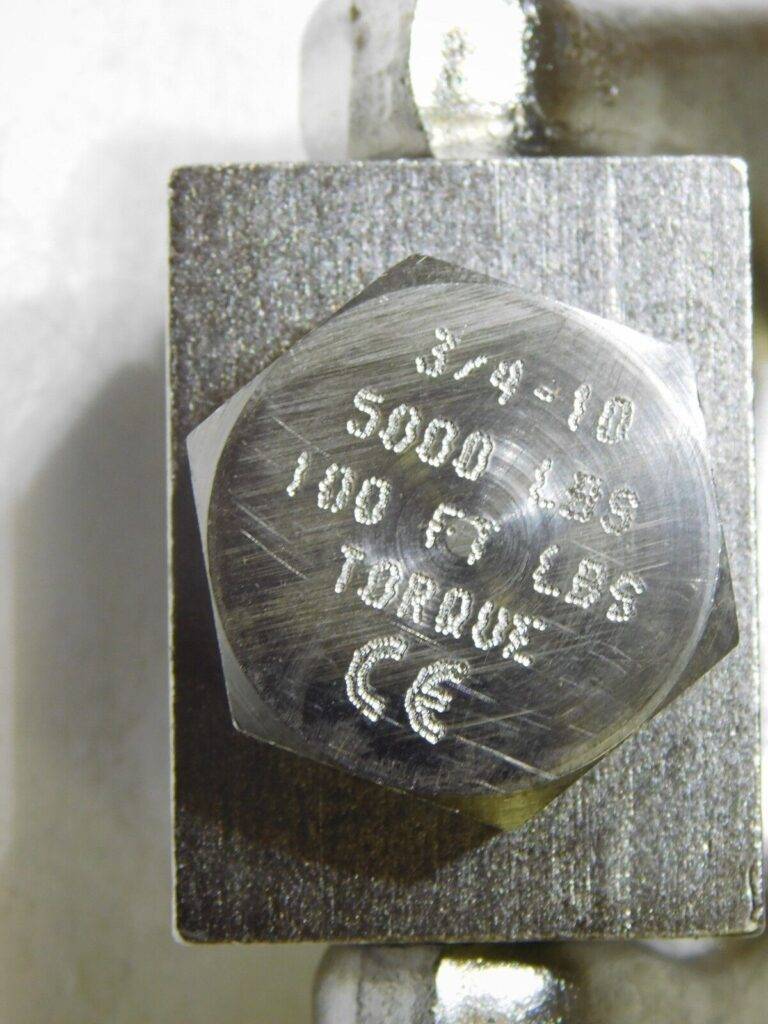 3/4-10
5000 LBS
100 FT LBS
TORQUE
CE